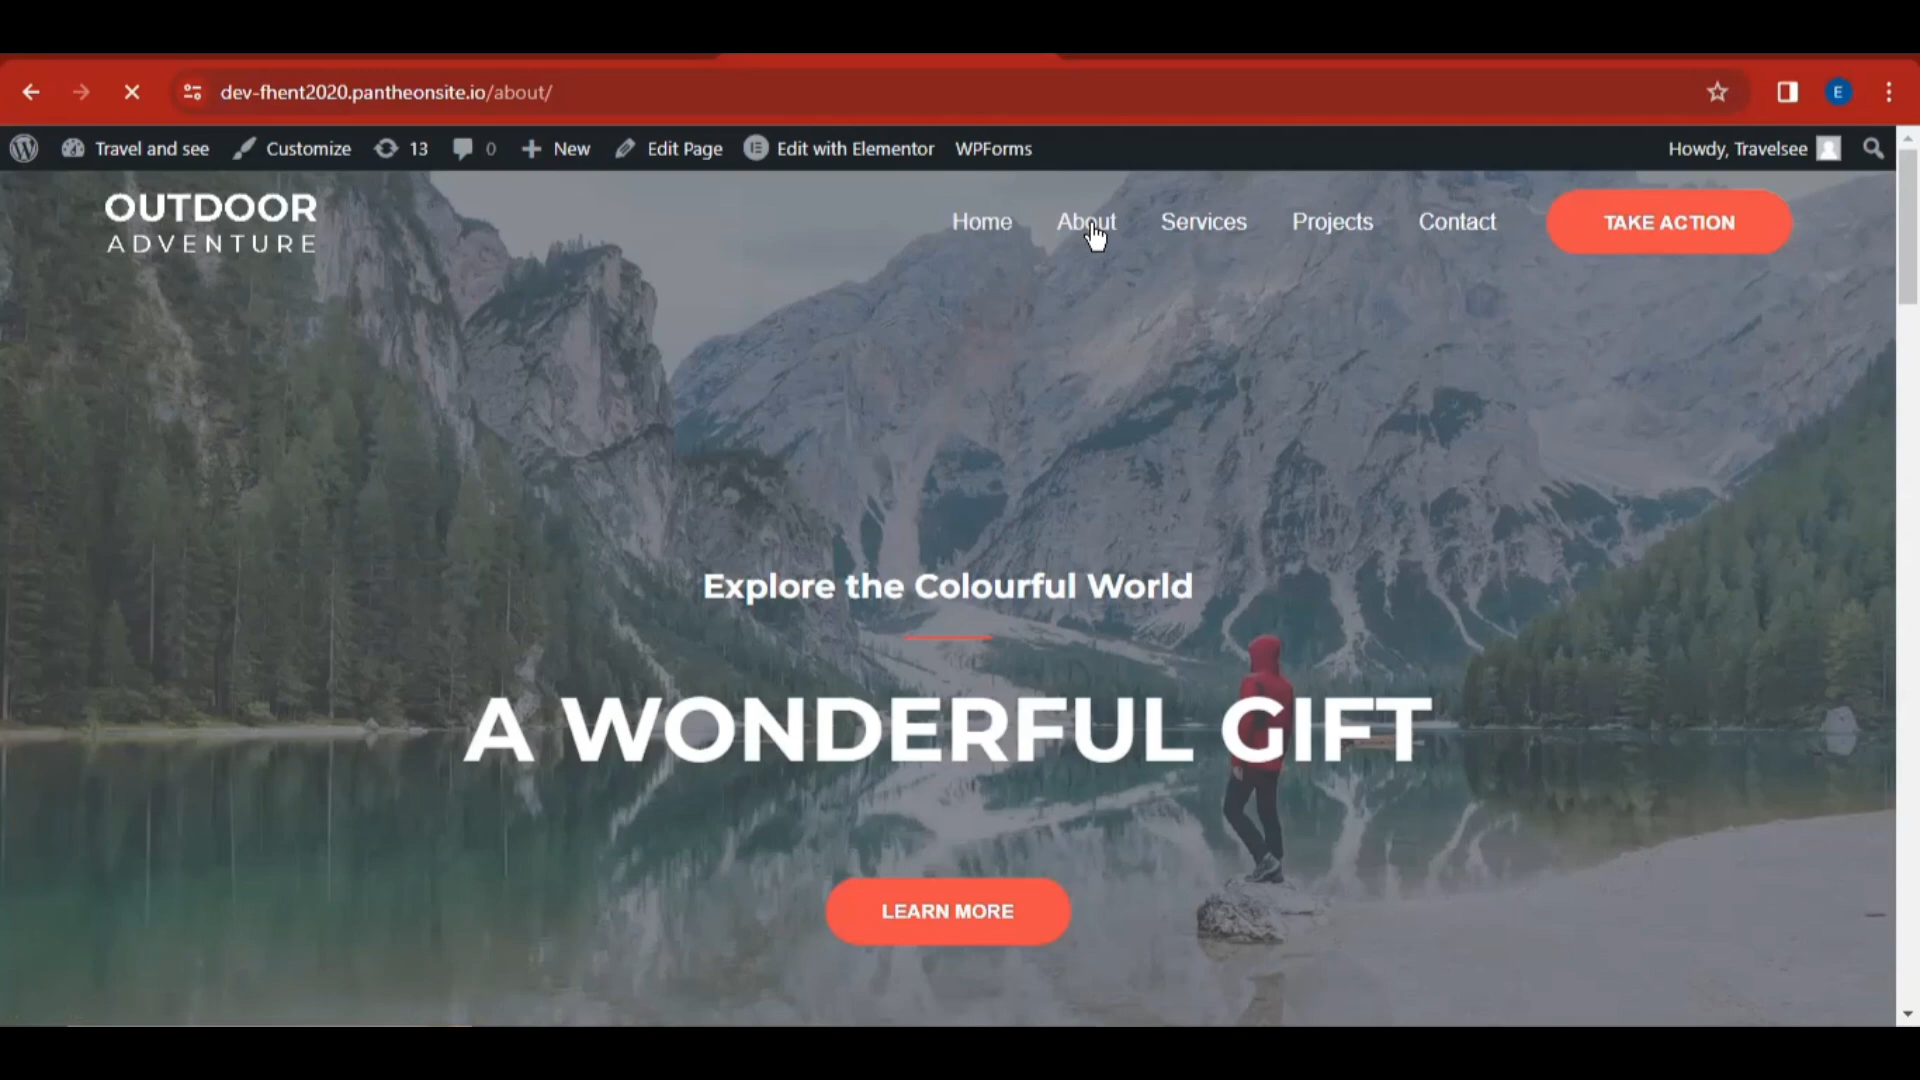 dev-fhent2020.pantheonsite.io/about/
E
Travel and see
Customize
13
0
New
Edit Page
Edit with Elementor
WPForms
Howdy, Travelsee
OUTDOOR
ADVENTURE
Home
About
Services
Projects
Contact
TAKE ACTION
Explore the Colourful World
A WONDERFUL GIFT
LEARN MORE